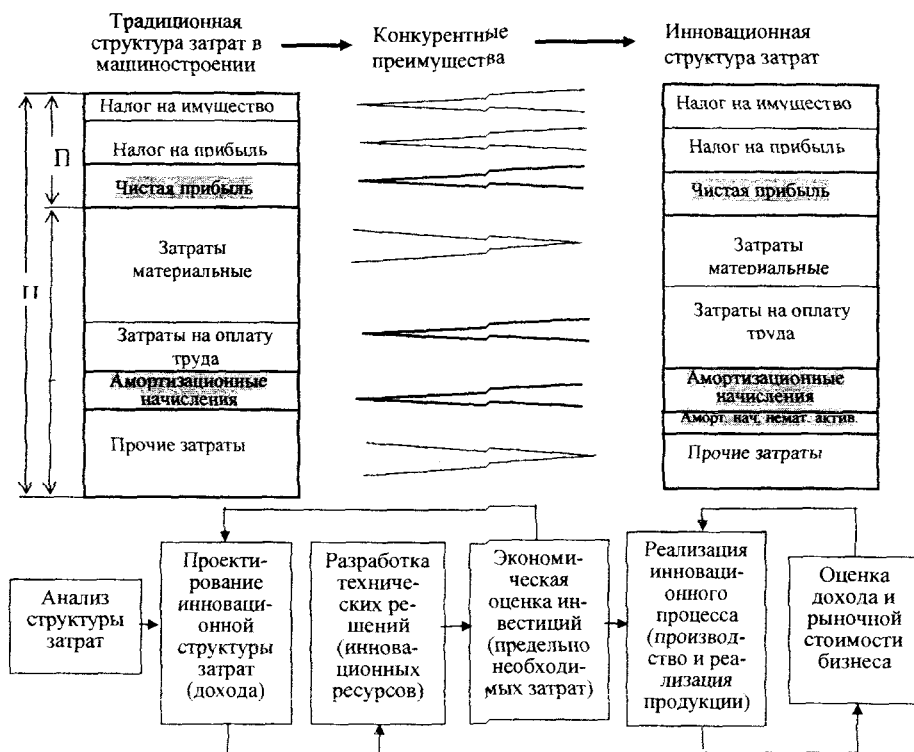 Традиционная
структура затрат в
машиностроении
Конкурентные
преимущества
Инновационная
структура затрат
Налог на имущество
Налог на прибыль
Чистая прибыль
Затраты
материальные
Затраты на оплату
труда
Амортизационные
начисления
Прочие затраты
П
Налог на имущество
Налог на прибыль
Чистая прибыль
Затраты
материальные
Затраты на оплату
труда
Амортизационные
начисления
Аморт. нач. немат. актив.
Прочие затраты
Анализ
структуры
затрат
Проекти-
рование
инноваци-
онной
структуры
затрат
(дохода)
Разработка
техниче-
ских ре-
шений
(иннова-
ционных
ресурсов)
Экономи-
ческая
оценка ин-
вестиций
(предельно
необходи-
мых затрат)
Реализация
инноваци-
онного
процесса
(производ-
ство и реа-
лизация
продукции)
Оценка
дохода и
рыночной
стоимости
бизнеса